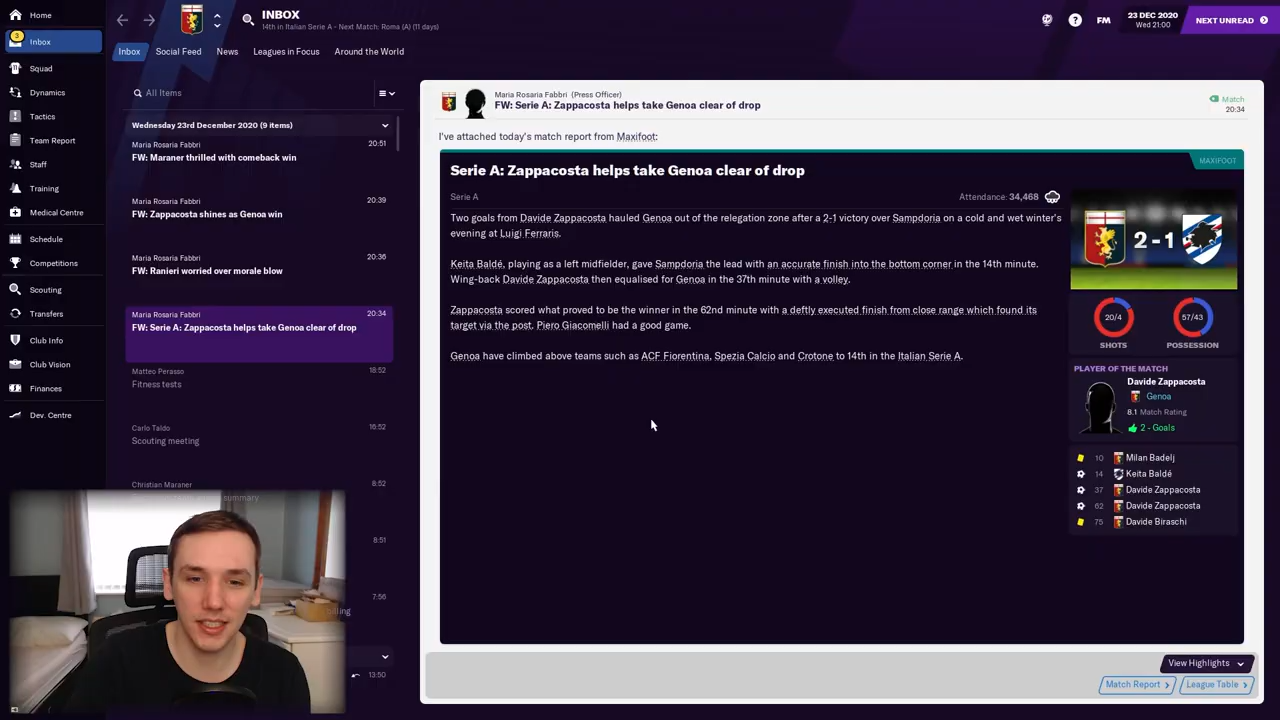 Home
3
Inbox
Squad
Dynamics
Tactics
Team Report
Staff
Training
Medical Centre
Schedule
Competitions
Scouting
Transfers
Club Info
Club Vision
Finances
Dev. Centre
INBOX
14th in Italian Serie A - Next Match: Roma (A) (11 days)
FM
23 DEC 2020
Wed 21:00
NEXT UNREAD
Inbox
Social Feed
News
Leagues in Focus
Around the World
All Items
Wednesday 23rd December 2020 (9 items)
Maria Rosaria Fabbri 20:51
FW: Maraner thrilled with comeback win
Maria Rosaria Fabbri 20:39
FW: Zappacosta shines as Genoa win
Maria Rosaria Fabbri 20:36
FW: Ranieri worried over morale blow
Maria Rosaria Fabbri 20:34
FW: Serie A: Zappacosta helps take Genoa clear of drop
Matteo Perasso 18:52
Fitness tests
Carlo Taldo 16:52
Scouting meeting
Christian Maraner 8:52
summary
8:51
7:56
13:50
Maria Rosaria Fabbri (Press Officer)
FW: Serie A: Zappacosta helps take Genoa clear of drop
Match
20:34
I've attached today's match report from Maxifoot:
MAXIFOOT
Serie A: Zappacosta helps take Genoa clear of drop
Serie A
Attendance: 34,468
Two goals from Davide Zappacosta hauled Genoa out of the relegation zone after a 2-1 victory over Sampdoria on a cold and wet winter's
evening at Luigi Ferraris.
Keita Baldé, playing as a left midfielder, gave Sampdoria the lead with an accurate finish into the bottom corner in the 14th minute.
Wing-back Davide Zappacosta then equalised for Genoa in the 37th minute with a volley.
Zappacosta scored what proved to be the winner in the 62nd minute with a deftly executed finish from close range which found its
target via the post. Piero Giacomelli had a good game.
Genoa have climbed above teams such as ACF Fiorentina, Spezia Calcio and Crotone to 14th in the Italian Serie A.
2 - 1
20/4
57/43
SHOTS
POSSESSION
PLAYER OF THE MATCH
Davide Zappacosta
Genoa
8.1 Match Rating
2 - Goals
10 Milan Badelj
14 Keita Baldé
37 Davide Zappacosta
62 Davide Zappacosta
75 Davide Biraschi
View Highlights
Match Report
League Table